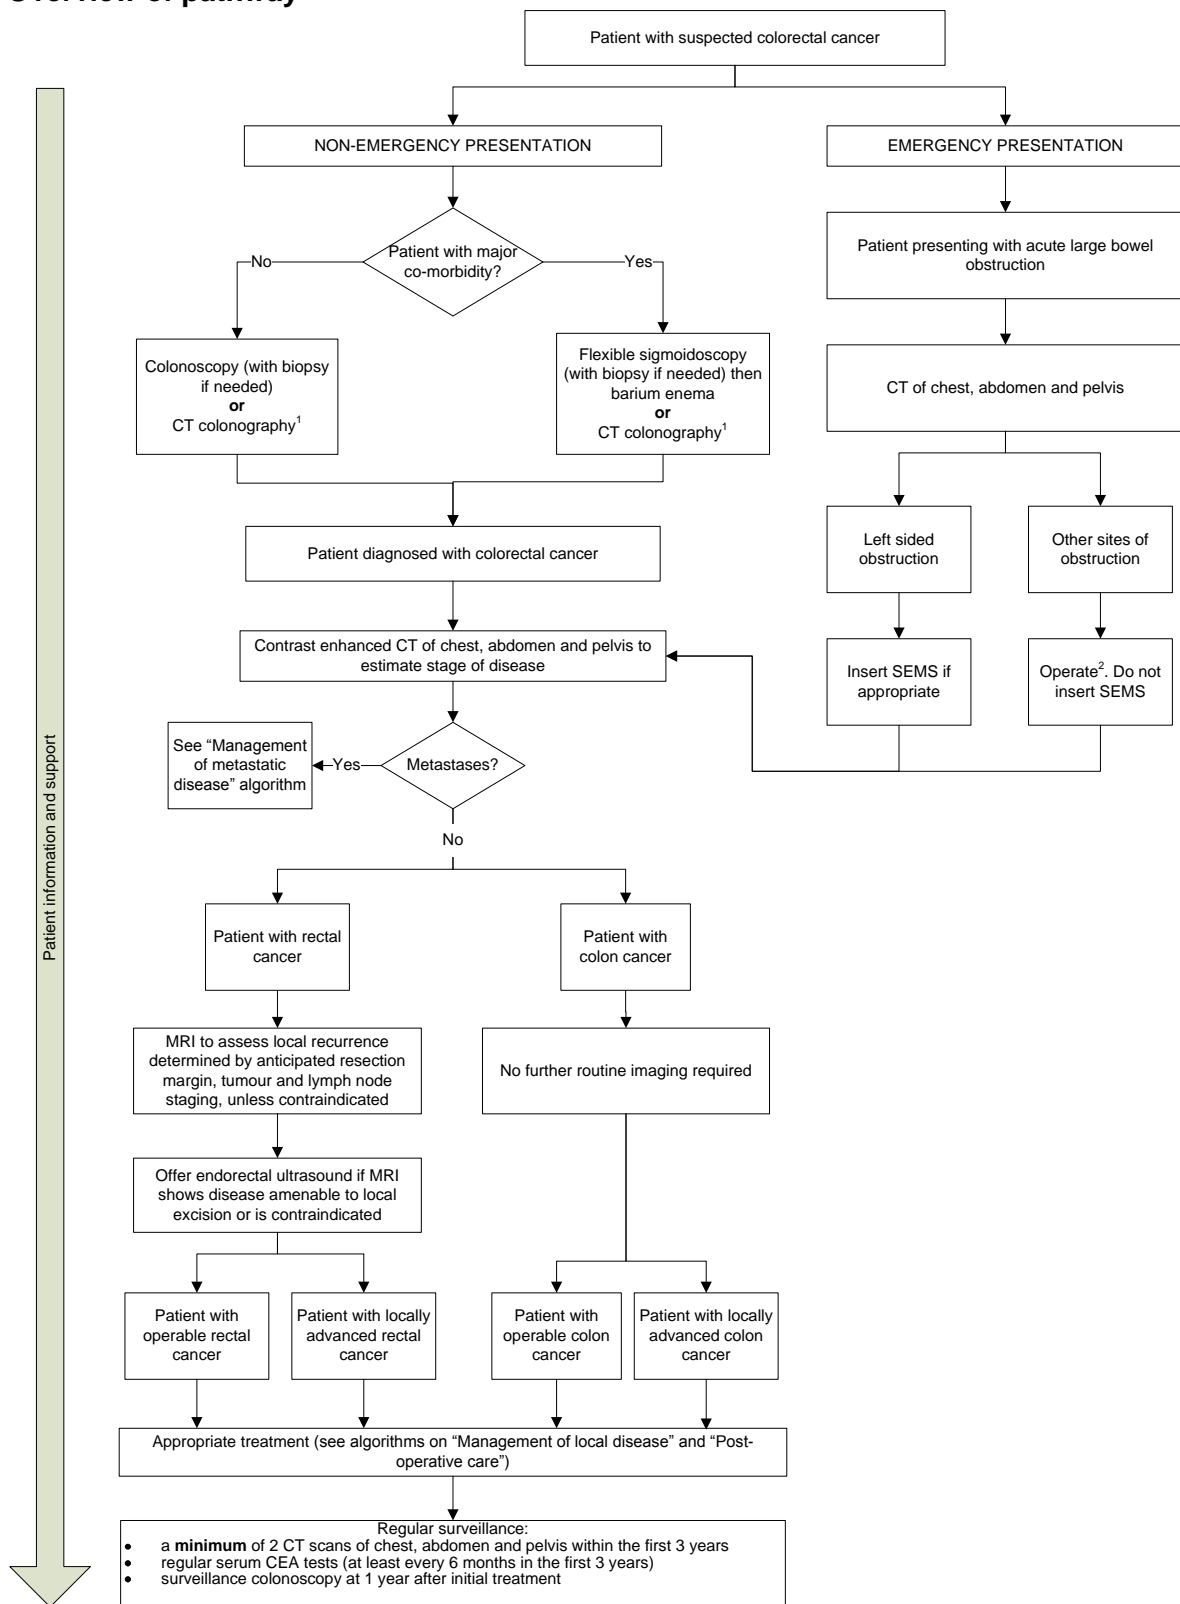 Patient with suspected colorectal cancer
NON-EMERGENCY PRESENTATION
EMERGENCY PRESENTATION
Patient with major
co-morbidity?
No
Yes
Patient presenting with acute large bowel
obstruction
Colonoscopy (with biopsy
if needed)
or
CT colonography1
Flexible sigmoidoscopy
(with biopsy if needed) then
barium enema
or
CT colonography1
CT of chest, abdomen and pelvis
Left sided
obstruction
Other sites of
obstruction
Patient diagnosed with colorectal cancer
Contrast enhanced CT of chest, abdomen and pelvis to
estimate stage of disease
Insert SEMS if
appropriate
Operate2. Do not
insert SEMS
See “Management
of metastatic
disease” algorithm
Yes
Metastases?
No
Patient information and support
Patient with rectal
cancer
Patient with
colon cancer
MRI to assess local recurrence
determined by anticipated resection
margin, tumour and lymph node
staging, unless contraindicated
No further routine imaging required
Offer endorectal ultrasound if MRI
shows disease amenable to local
excision or is contraindicated
Patient with
operable rectal
cancer
Patient with locally
advanced rectal
cancer
Patient with
operable colon
cancer
Patient with locally
advanced colon
cancer
Appropriate treatment (see algorithms on “Management of local disease” and “Post-
operative care”)
Regular surveillance:
• a minimum of 2 CT scans of chest, abdomen and pelvis within the first 3 years
• regular serum CEA tests (at least every 6 months in the first 3 years)
• surveillance colonoscopy at 1 year after initial treatment